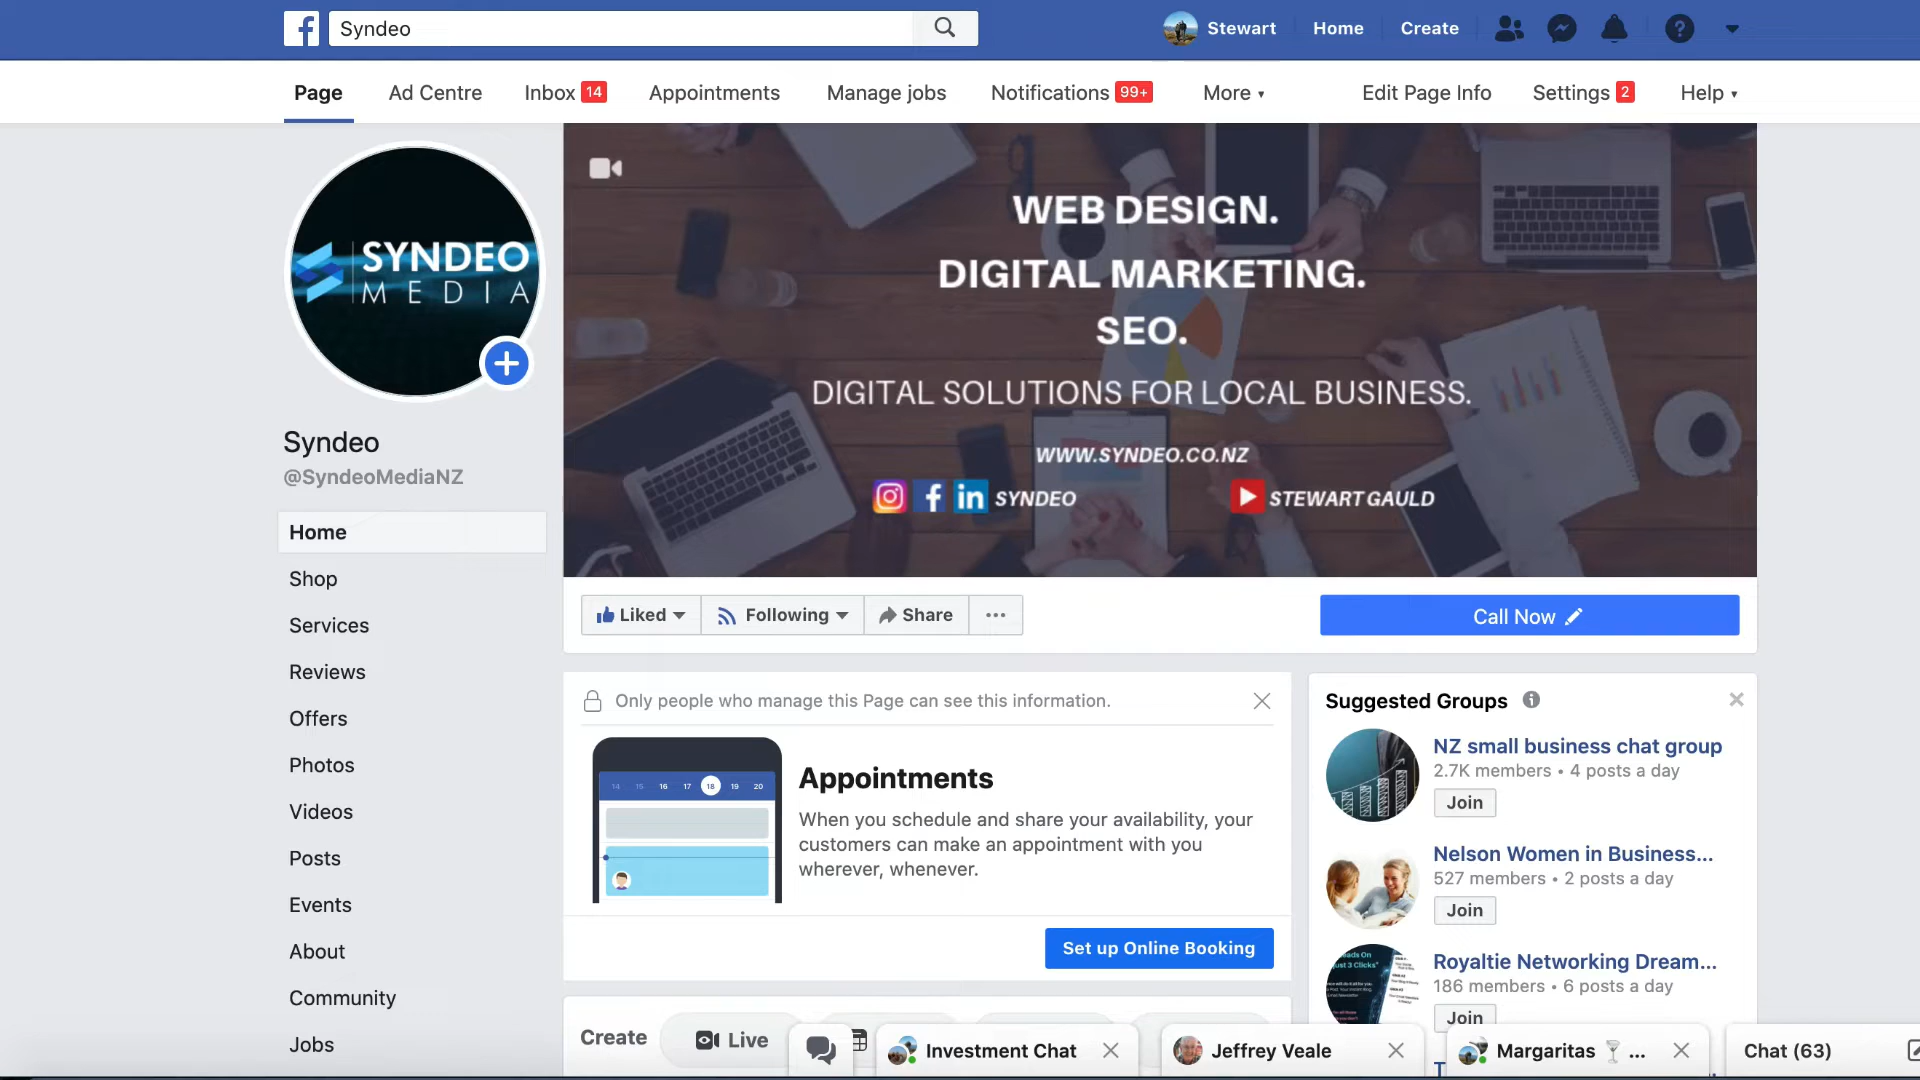 Syndeo
Stewart Home Create
Page Ad Centre Inbox 14 Appointments Manage jobs Notifications 99+ More Edit Page Info Settings 2 Help
SYNDEO
MEDIA
Syndeo
@SyndeoMediaNZ
Home
Shop
Services
Reviews
Offers
Photos
Videos
Posts
Events
About
Community
Jobs
WEB DESIGN.
DIGITAL MARKETING.
SEO.
DIGITAL SOLUTIONS FOR LOCAL BUSINESS.
WWW.SYNDEO.CO.NZ
SYNDEO STEWART GAULD
Liked Following Share ... Call Now
Only people who manage this Page can see this information.
14 15 16 17 18 19 20
Appointments
When you schedule and share your availability, your
customers can make an appointment with you
wherever, whenever.
Set up Online Booking
Create Live
Suggested Groups
NZ small business chat group
2.7K members • 4 posts a day
Join
Nelson Women in Business...
527 members • 2 posts a day
Join
Royaltie Networking Dream...
186 members • 6 posts a day
Join
Investment Chat Jeffrey Veale Margaritas 🍸 ... Chat (63)